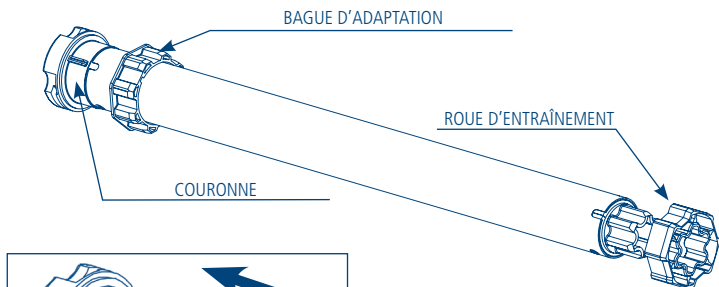 BAGUE D’ADAPTATION
ROUE D’ENTRAÎNEMENT
COURONNE